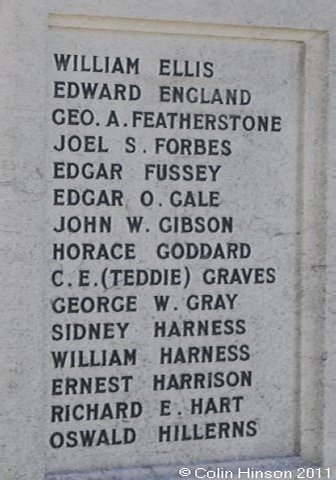 WILLIAM ELLIS
EDWARD ENGLAND
GEO. A. FEATHERSTONE
JOEL S. FORBES
EDGAR FUSSEY
EDGAR O. GALE
JOHN W. GIBSON
HORACE GODDARD
C. E. (TEDDIE) GRAVES
GEORGE W. GRAY
SIDNEY HARNESS
WILLIAM HARNESS
ERNEST HARRISON
RICHARD E. HART
OSWALD HILLERNS
© Colin Hinson 2011